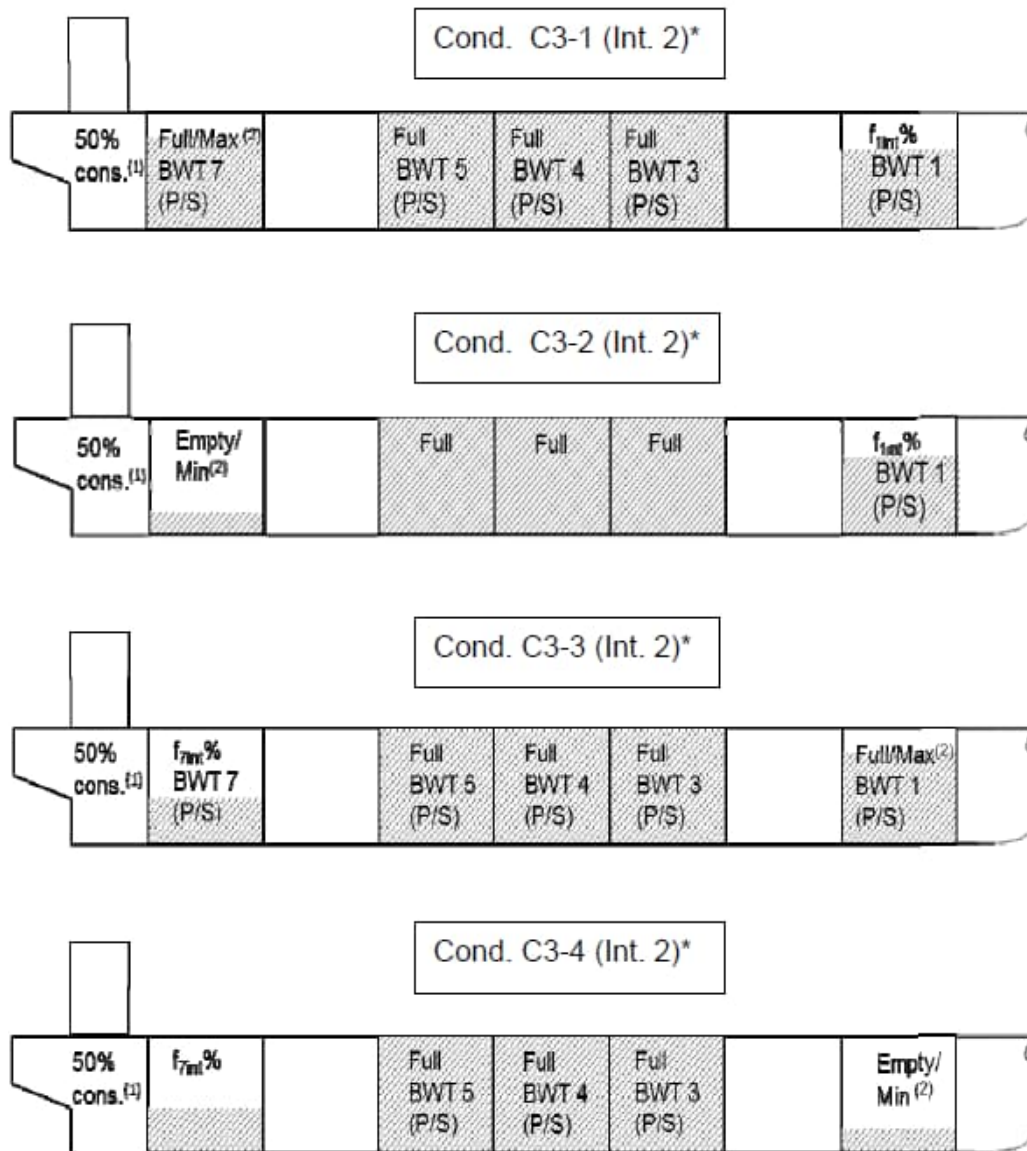 Cond. C3-1 (Int. 2)*
50%
cons.(1)
Full/Max (2)
BWT 7
(P/S)
Full
BWT 5
(P/S)
Full
BWT 4
(P/S)
Full
BWT 3
(P/S)
f1int%
BWT 1
(P/S)
Cond. C3-2 (Int. 2)*
50%
cons.(1)
Empty/
Min(2)
Full
Full
Full
f1int%
BWT 1
(P/S)
Cond. C3-3 (Int. 2)*
50%
cons.(1)
f7int%
BWT 7
(P/S)
Full
BWT 5
(P/S)
Full
BWT 4
(P/S)
Full
BWT 3
(P/S)
Full/Max(2)
BWT 1
(P/S)
Cond. C3-4 (Int. 2)*
50%
cons.(1)
f7int%
Full
BWT 5
(P/S)
Full
BWT 4
(P/S)
Full
BWT 3
(P/S)
Empty/
Min (2)